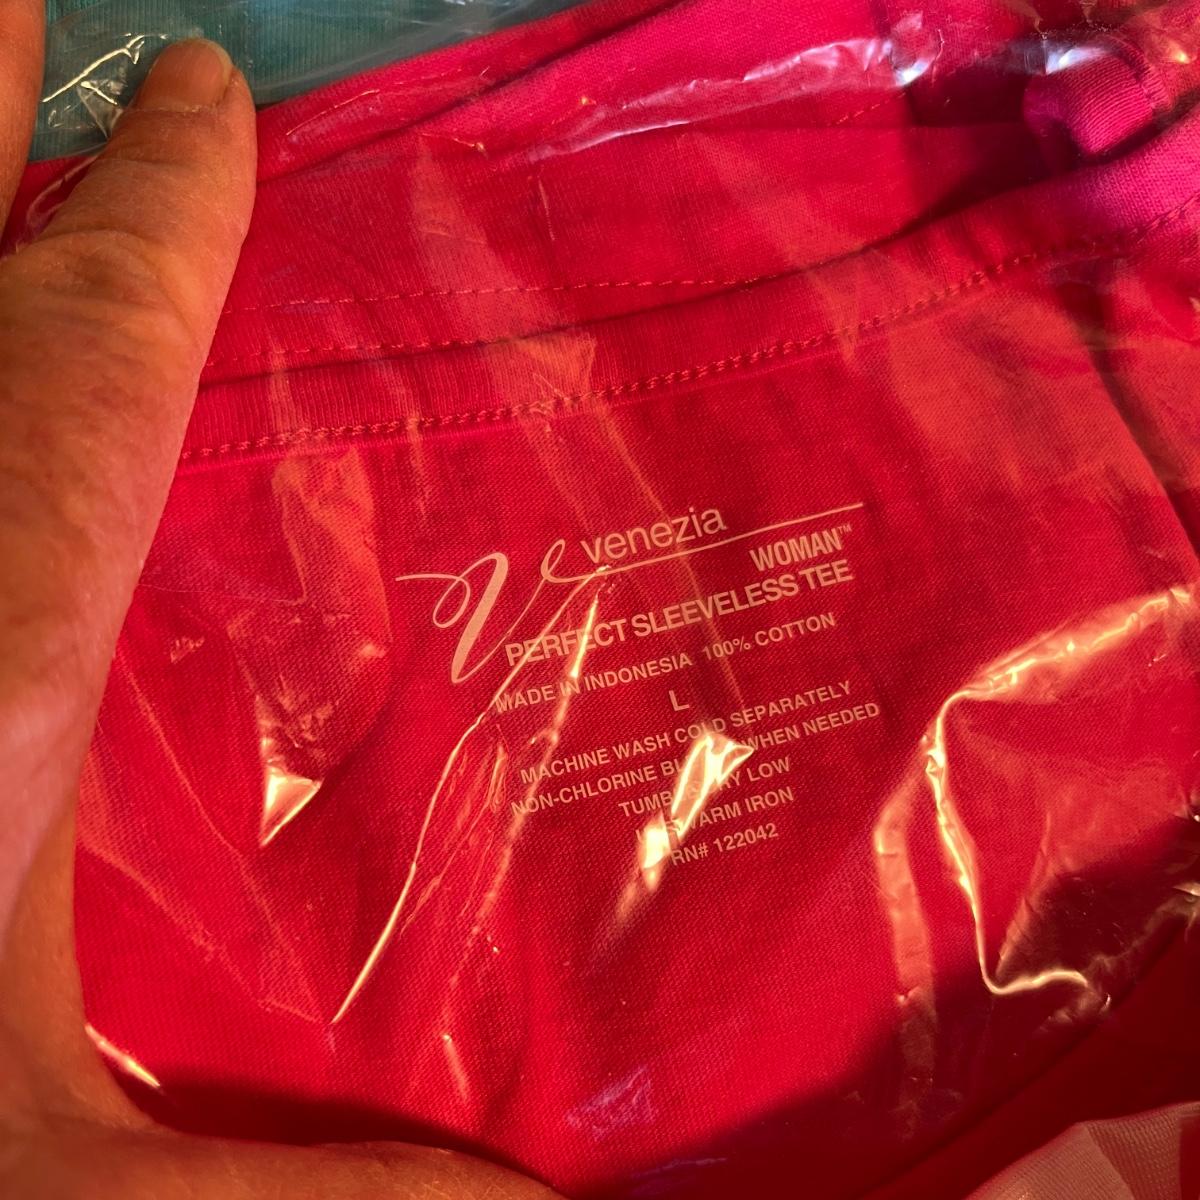 venezia
WOMAN™
PERFECT SLEEVELESS TEE
MADE IN INDONESIA 100% COTTON
L
MACHINE WASH COLD SEPARATELY
NON-CHLORINE WHEN NEEDED
LOW
WARM IRON
RN# 122042